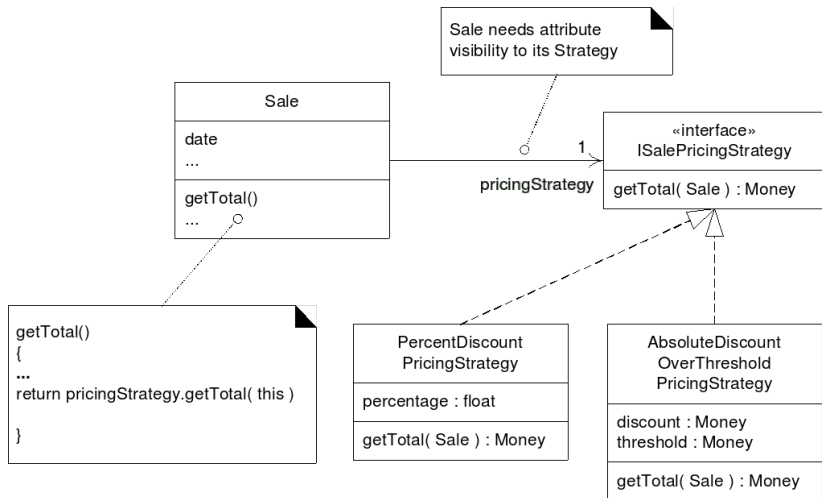 Sale needs attribute
visibility to its Strategy
Sale
date
...
getTotal()
...
1
pricingStrategy
«interface»
ISalePricingStrategy
getTotal( Sale ) : Money
getTotal()
{
...
return pricingStrategy.getTotal( this )
}
PercentDiscount
PricingStrategy
percentage : float
getTotal( Sale ) : Money
AbsoluteDiscount
OverThreshold
PricingStrategy
discount : Money
threshold : Money
getTotal( Sale ) : Money